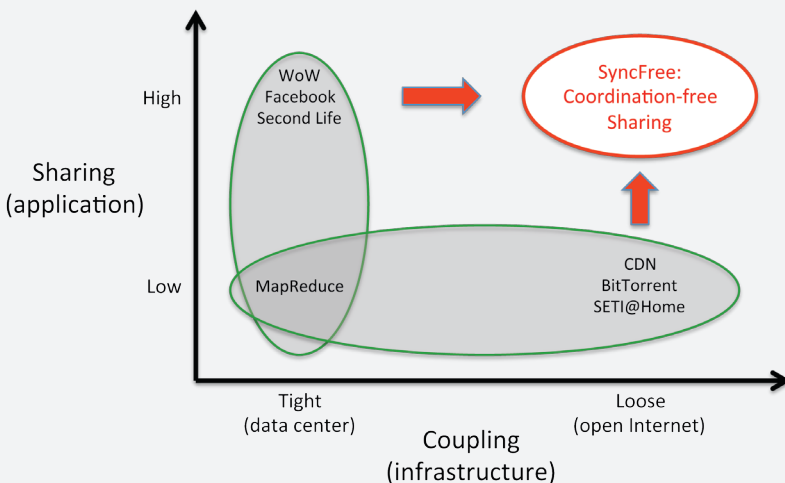 WoW
Facebook
Second Life
SyncFree:
Coordination-free
Sharing
High
Sharing
(application)
Low
MapReduce
CDN
BitTorrent
SETI@Home
Tight
(data center)
Loose
(open Internet)
Coupling
(infrastructure)